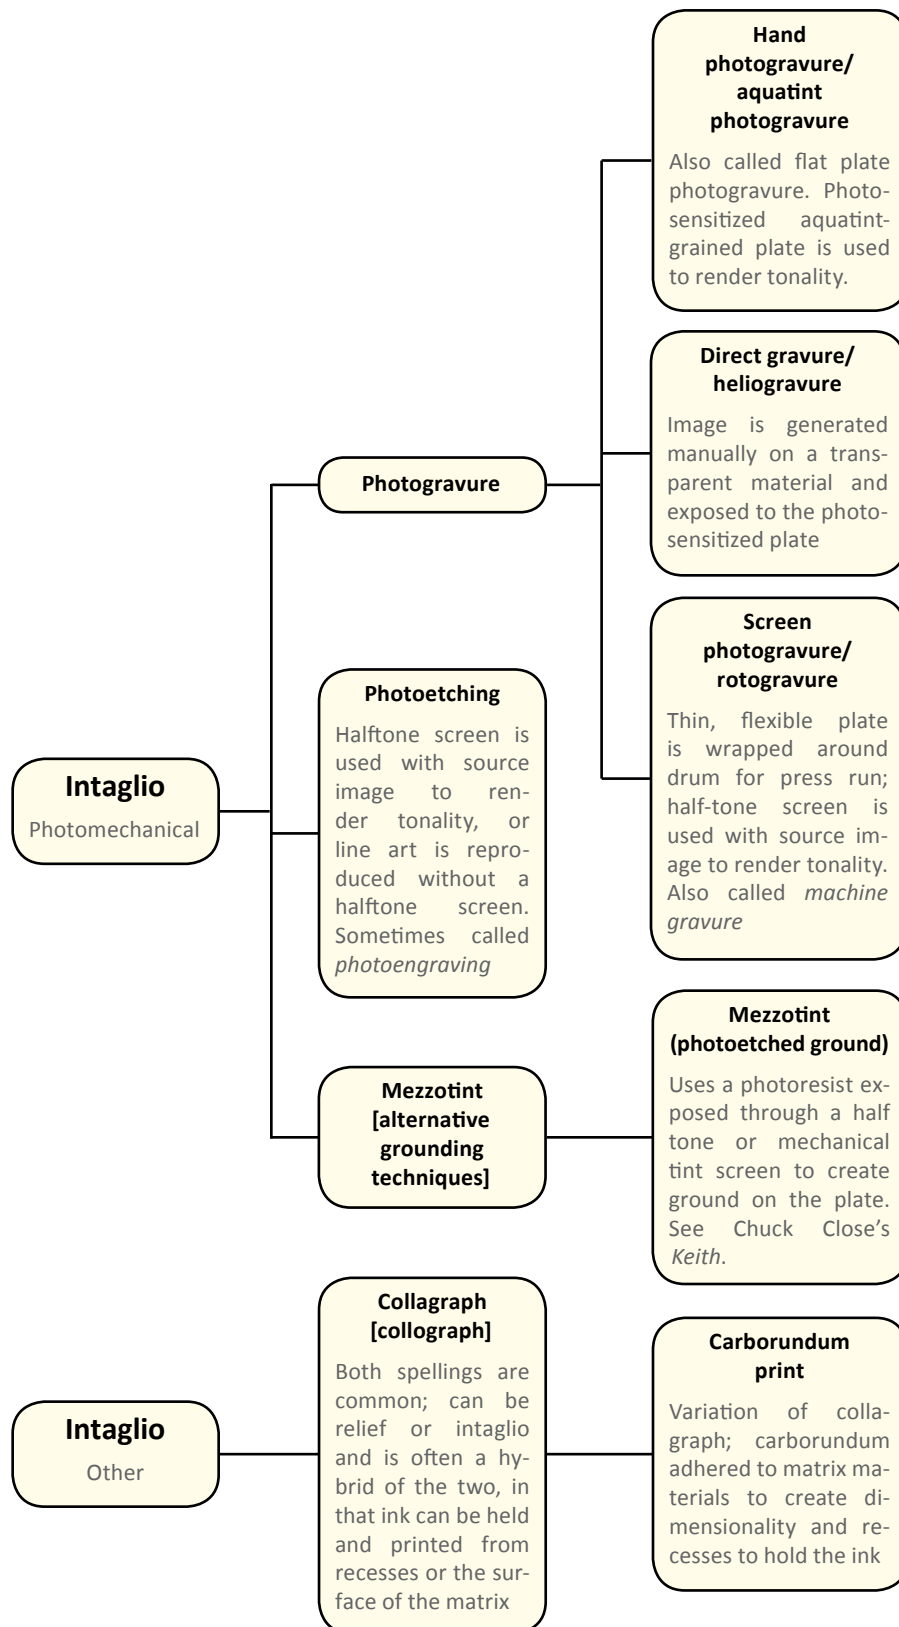 Hand
photogravure/
aquatint
photogravure
Also called flat plate
photogravure. Photo-
sensitized aquatint-
grained plate is used
to render tonality.
Direct gravure/
heliogravure
Image is generated
manually on a trans-
parent material and
exposed to the photo-
sensitized plate
Photogravure
Screen
photogravure/
rotogravure
Thin, flexible plate
is wrapped around
drum for press run;
half-tone screen is
used with source im-
age to render tonality.
Also called machine
gravure
Photoetching
Halftone screen is
used with source
image to ren-
der tonality, or
line art is repro-
duced without a
halftone screen.
Sometimes called
photoengraving
Intaglio
Photomechanical
Mezzotint
[alternative
grounding
techniques]
Mezzotint
(photoetched ground)
Uses a photoresist ex-
posed through a half
tone or mechanical
tint screen to create
ground on the plate.
See Chuck Close's
Keith.
Intaglio
Other
Collagraph
[collograph]
Both spellings are
common; can be
relief or intaglio
and is often a hy-
brid of the two, in
that ink can be held
and printed from
recesses or the sur-
face of the matrix
Carborundum
print
Variation of colla-
graph; carborundum
adhered to matrix ma-
terials to create di-
mensionality and re-
cesses to hold the ink